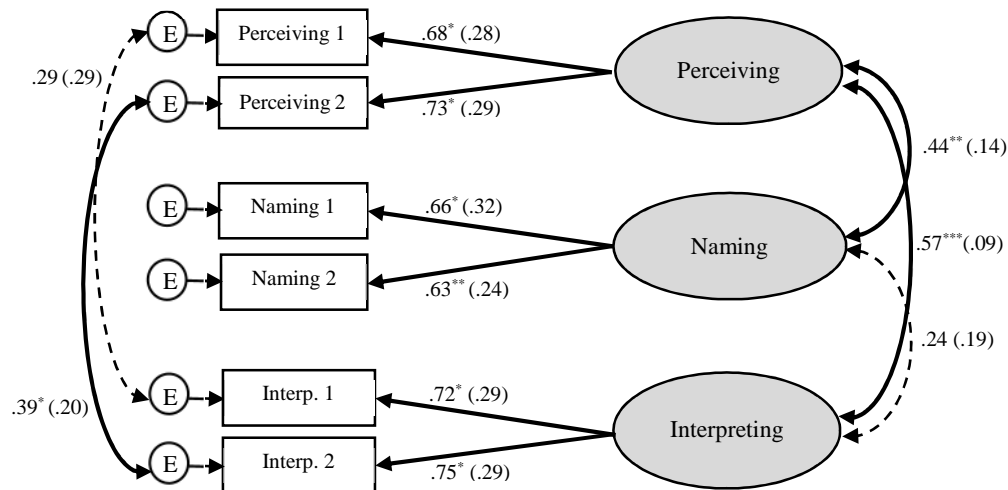 E
Perceiving 1
.68* (.28)
Perceiving
.29 (.29)
E
Perceiving 2
.73* (.29)
.44** (.14)
E
Naming 1
.66* (.32)
Naming
.57***(.09)
E
Naming 2
.63** (.24)
.24 (.19)
E
Interp. 1
.72* (.29)
.39* (.20)
Interpreting
E
Interp. 2
.75* (.29)